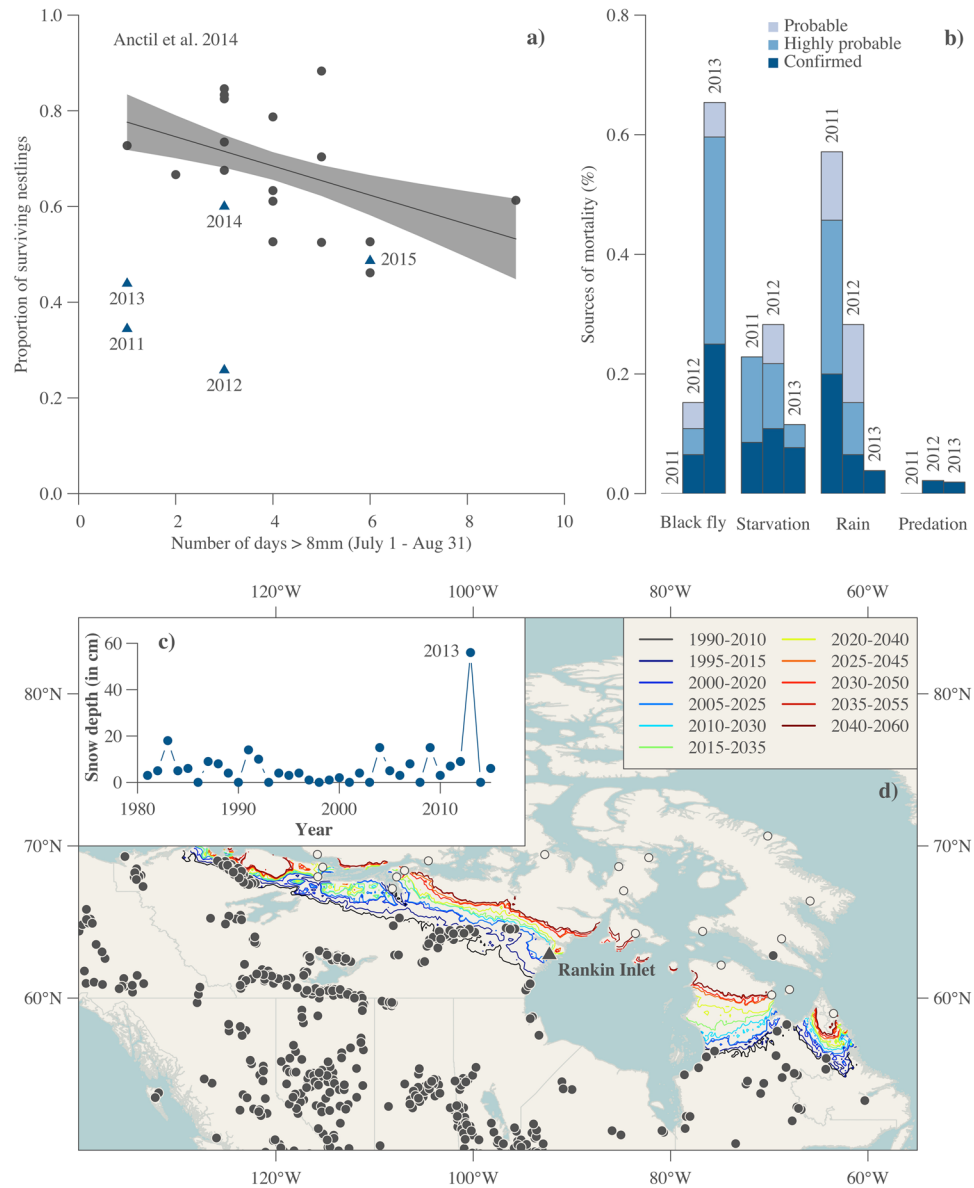 Anctil et al. 2014
a)
1.0
0.8
0.6
0.4
0.2
0.0
Proportion of surviving nestlings
2014
2015
2013
2011
2012
0
2
4
6
8
10
Number of days > 8mm (July 1 - Aug 31)
b)
Probable
Highly probable
Confirmed
0.8
0.6
0.4
0.2
0.0
Sources of mortality (%)
2011
2012
2013
2011
2012
2013
2011
2012
2013
2011
2012
2013
Black fly
Starvation
Rain
Predation
120°W
100°W
80°W
60°W
c)
60
40
20
0
Snow depth (in cm)
2013
1980
1990
2000
2010
Year
1990-2010
1995-2015
2000-2020
2005-2025
2010-2030
2015-2035
2020-2040
2025-2045
2030-2050
2035-2055
2040-2060
d)
80°N
70°N
60°N
80°N
70°N
60°N
Rankin Inlet
120°W
100°W
80°W
60°W